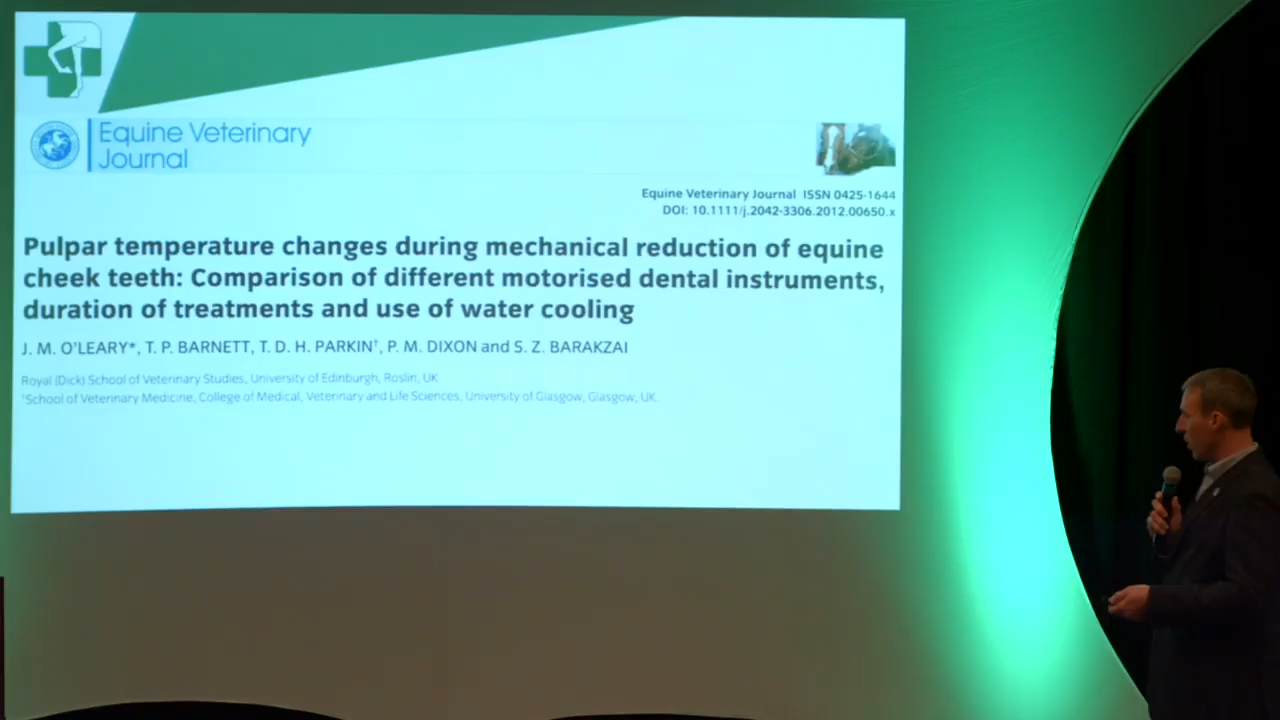 Equine Veterinary
Journal
Equine Veterinary Journal ISSN 0425-1644
DOI: 10.1111/j.2042-3306.2012.00650.x
Pulpar temperature changes during mechanical reduction of equine
cheek teeth: Comparison of different motorised dental instruments,
duration of treatments and use of water cooling
J. M. O'LEARY*, T. P. BARNETT, T. D. H. PARKIN†, P. M. DIXON and S. Z. BARAKZAI
Royal (Dick) School of Veterinary Studies, University of Edinburgh, Roslin, UK
†School of Veterinary Medicine, College of Medical, Veterinary and Life Sciences, University of Glasgow, Glasgow, UK.